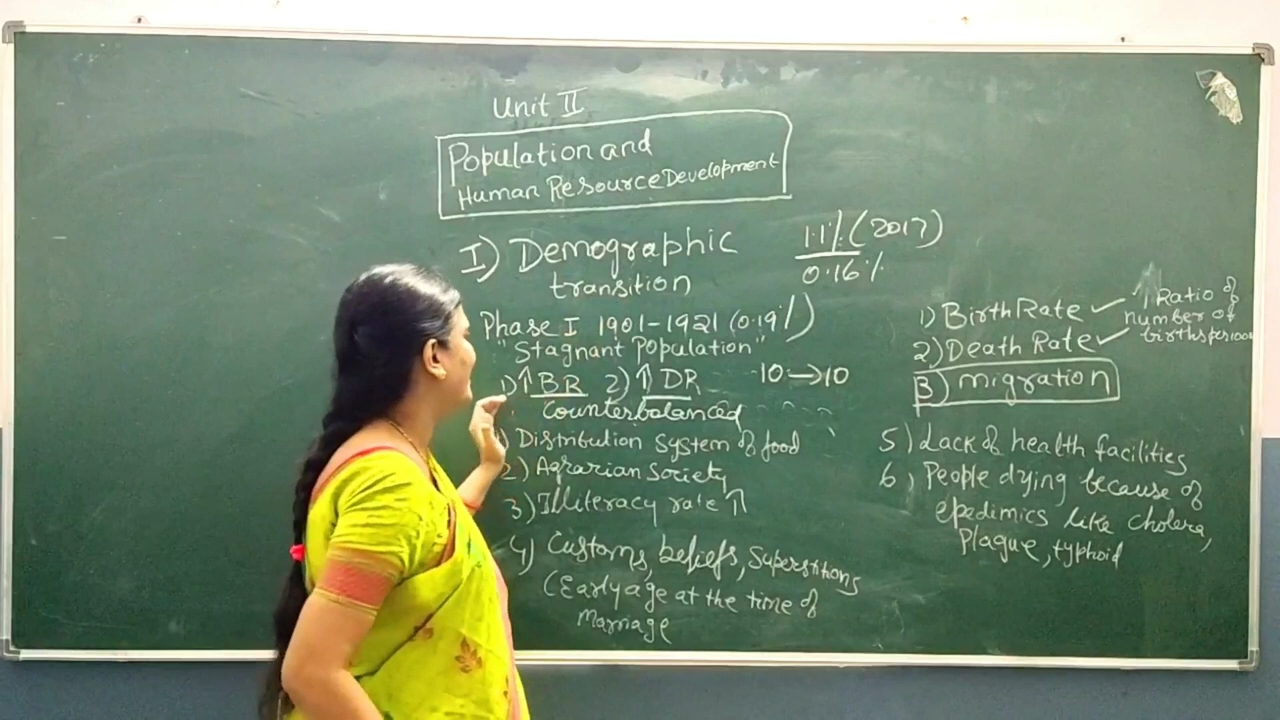 Unit II
Population and
Human Resource Development
I) Demographic
transition
1.1% (2017)
0.16%
Phase I 1901-1921 (0.19%)
"Stagnant Population"
1) ↑ BR 2) ↑ DR 10 → 10
Counterbalanced
1) Distribution system of food
2) Agrarian Society
3) Illiteracy rate ↑
4) Customs, beliefs, Superstitions
(Early age at the time of
Marriage
1) Birth Rate ✓
2) Death Rate ✓
3) migration
Ratio of
number of
births per 1000
5) Lack of health facilities
6) People dying because of
epedimics like cholera,
Plague, typhoid